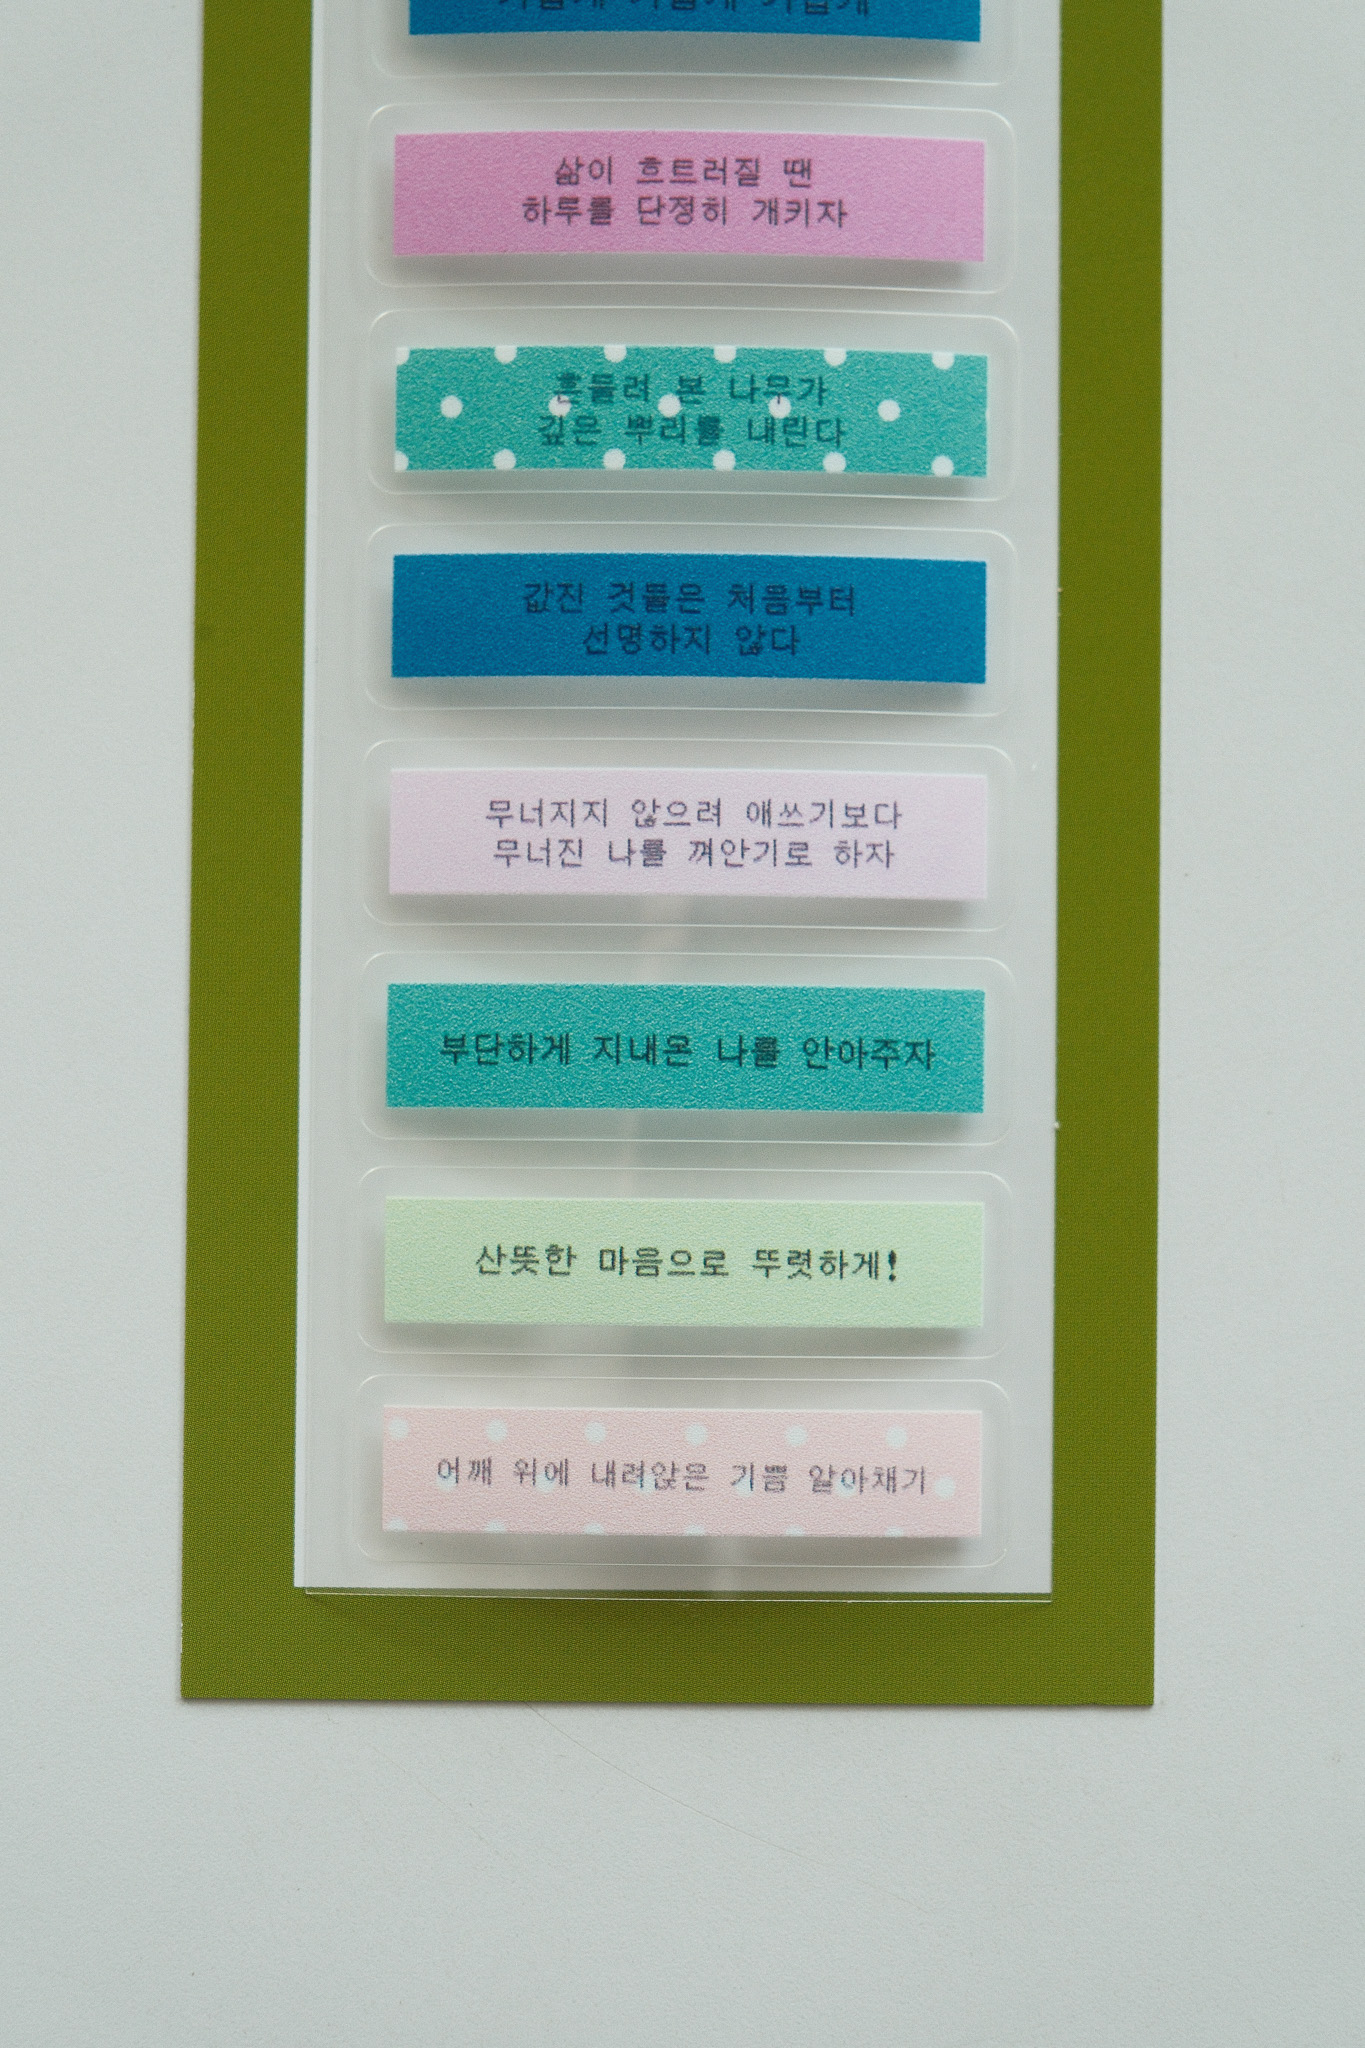 삶이 흐트러질 땐
하루를 단정히 개키자
흔들려 본 나무가
깊은 뿌리를 내린다
값진 것들은 처음부터
선명하지 않다
무너지지 않으려 애쓰기보다
무너진 나를 껴안기로 하자
부단하게 지내온 나를 안아주자
산뜻한 마음으로 뚜렷하게!
어깨 위에 내려앉은 기쁨 알아채기